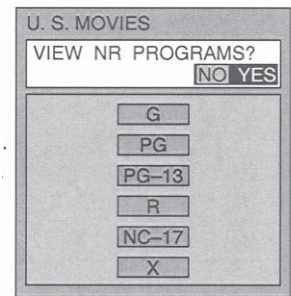 U. S. MOVIES
VIEW NR PROGRAMS?
NO YES
G
PG
PG–13
R
NC–17
X